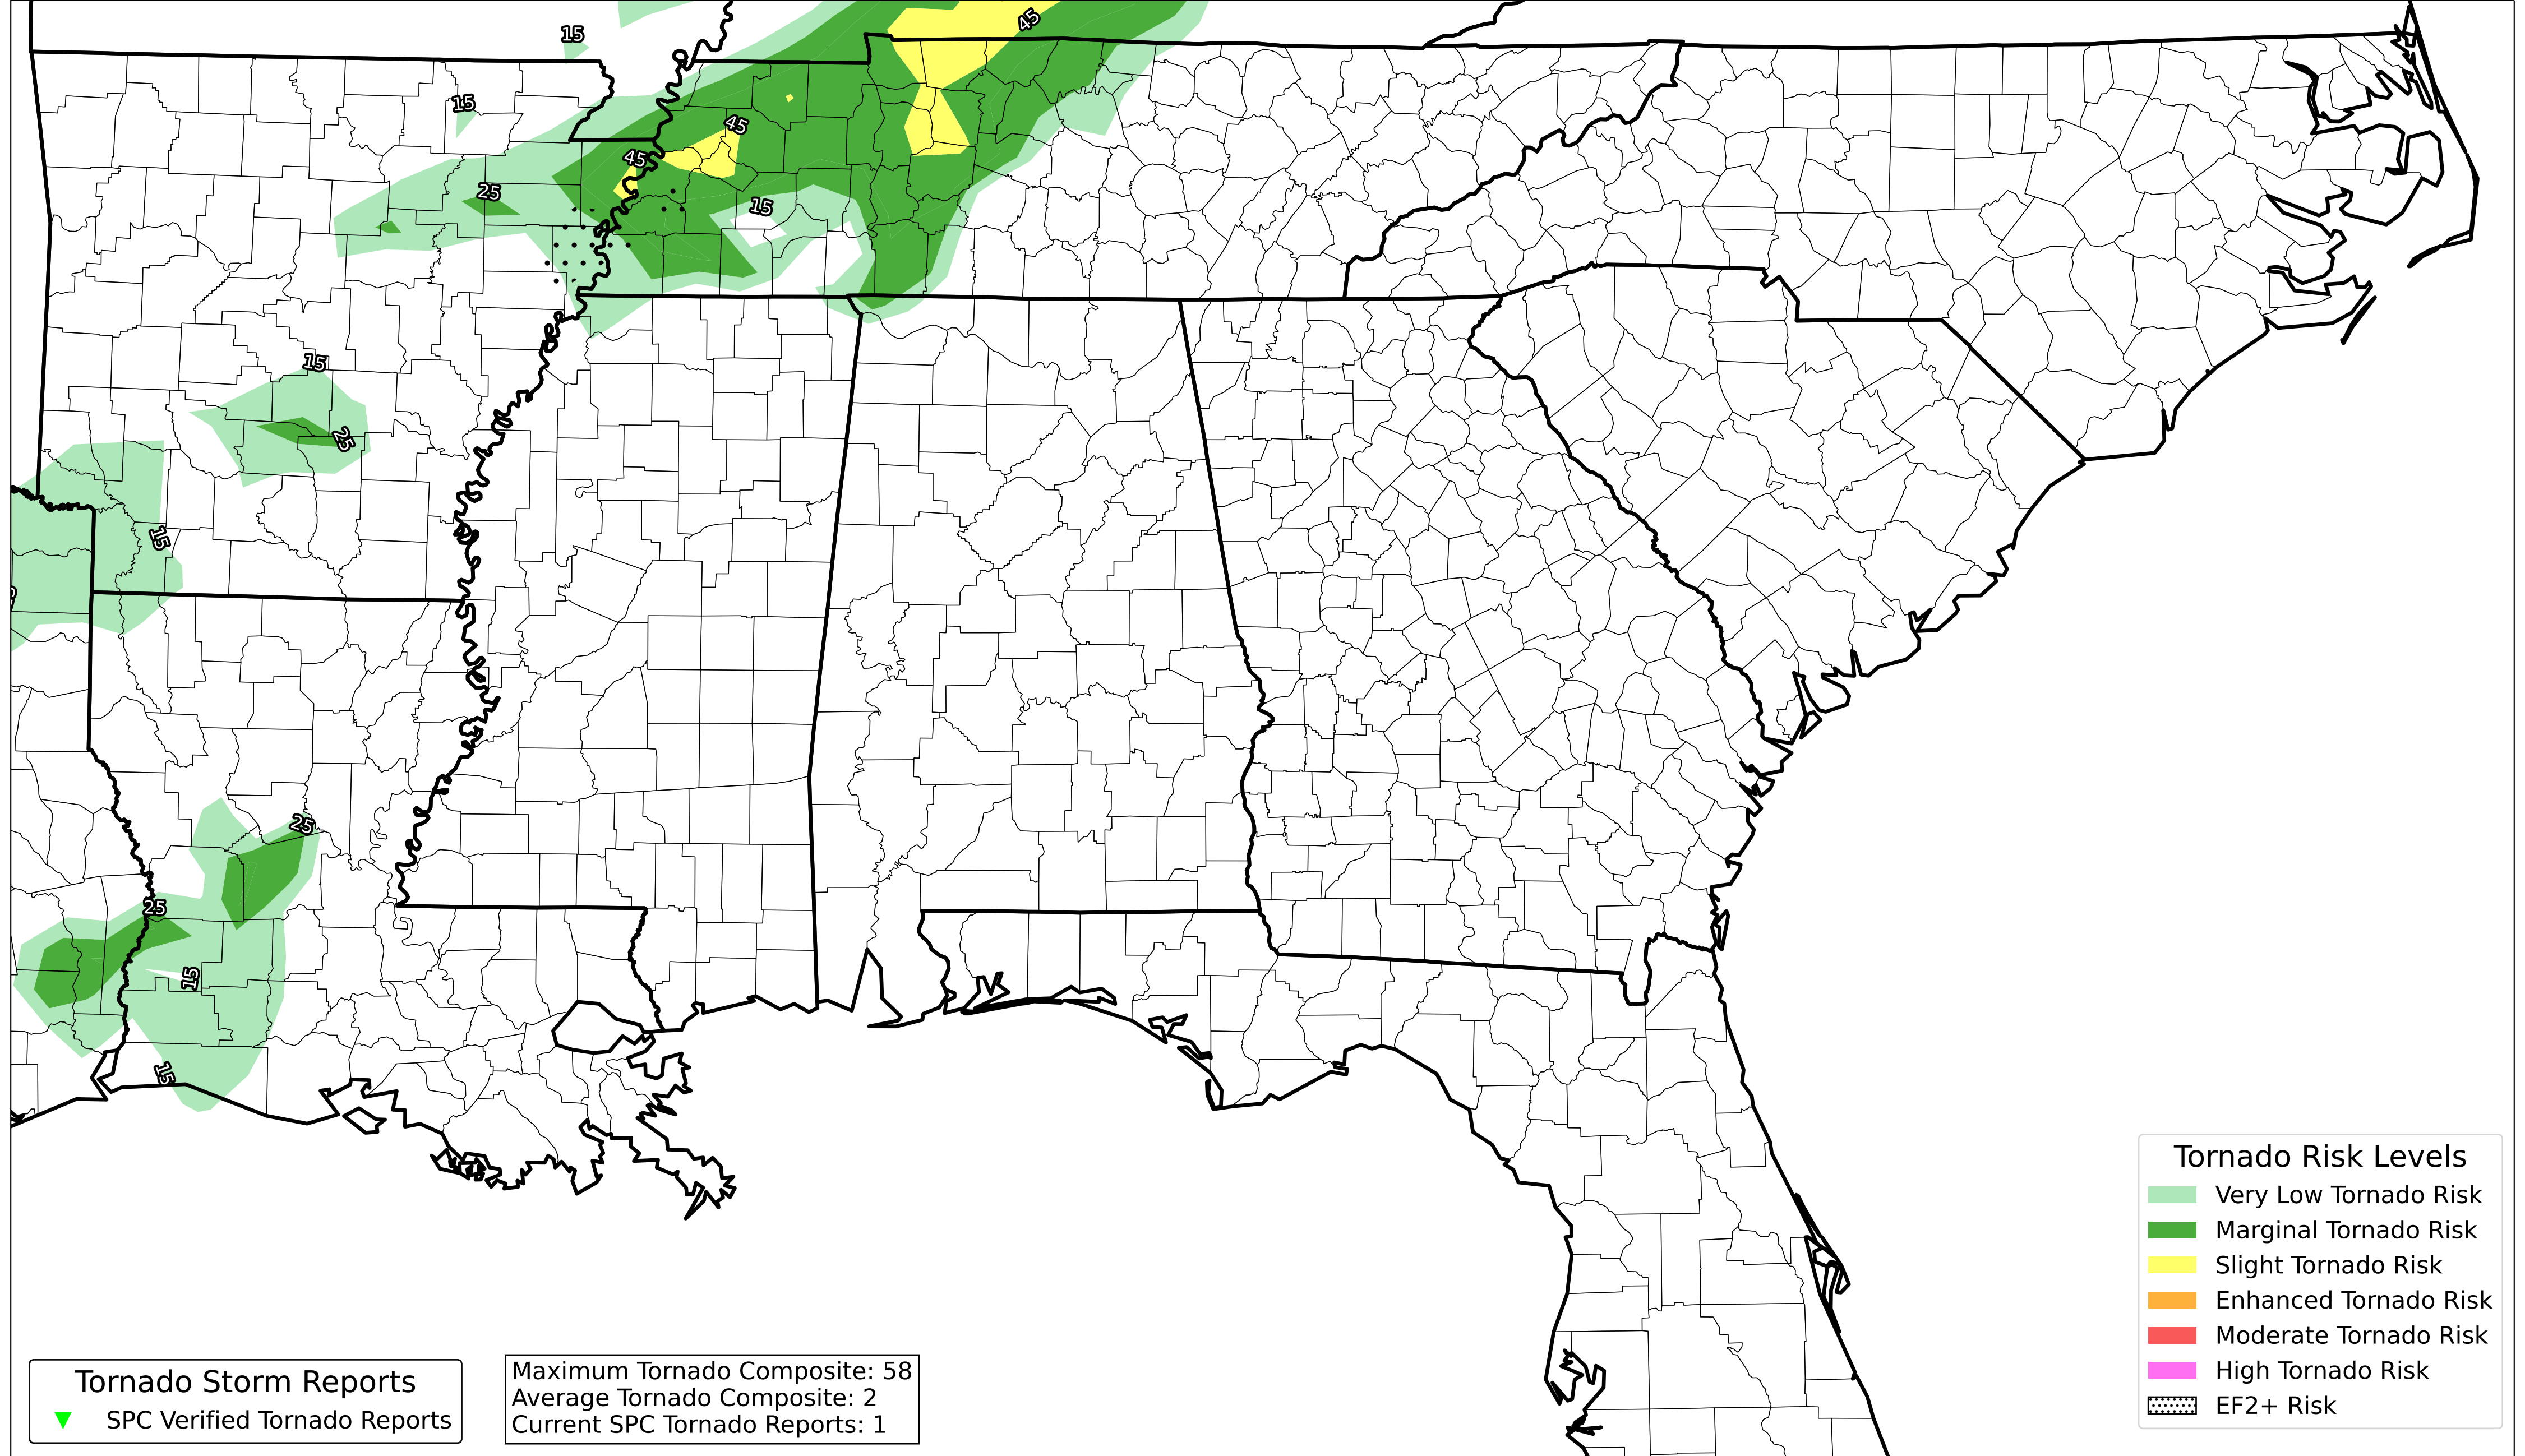 45
15
15
45
45
25
15
15
25
15
25
25
15
15
Tornado Risk Levels
Very Low Tornado Risk
Marginal Tornado Risk
Slight Tornado Risk
Enhanced Tornado Risk
Moderate Tornado Risk
High Tornado Risk
EF2+ Risk
Tornado Storm Reports
SPC Verified Tornado Reports
Maximum Tornado Composite: 58
Average Tornado Composite: 2
Current SPC Tornado Reports: 1